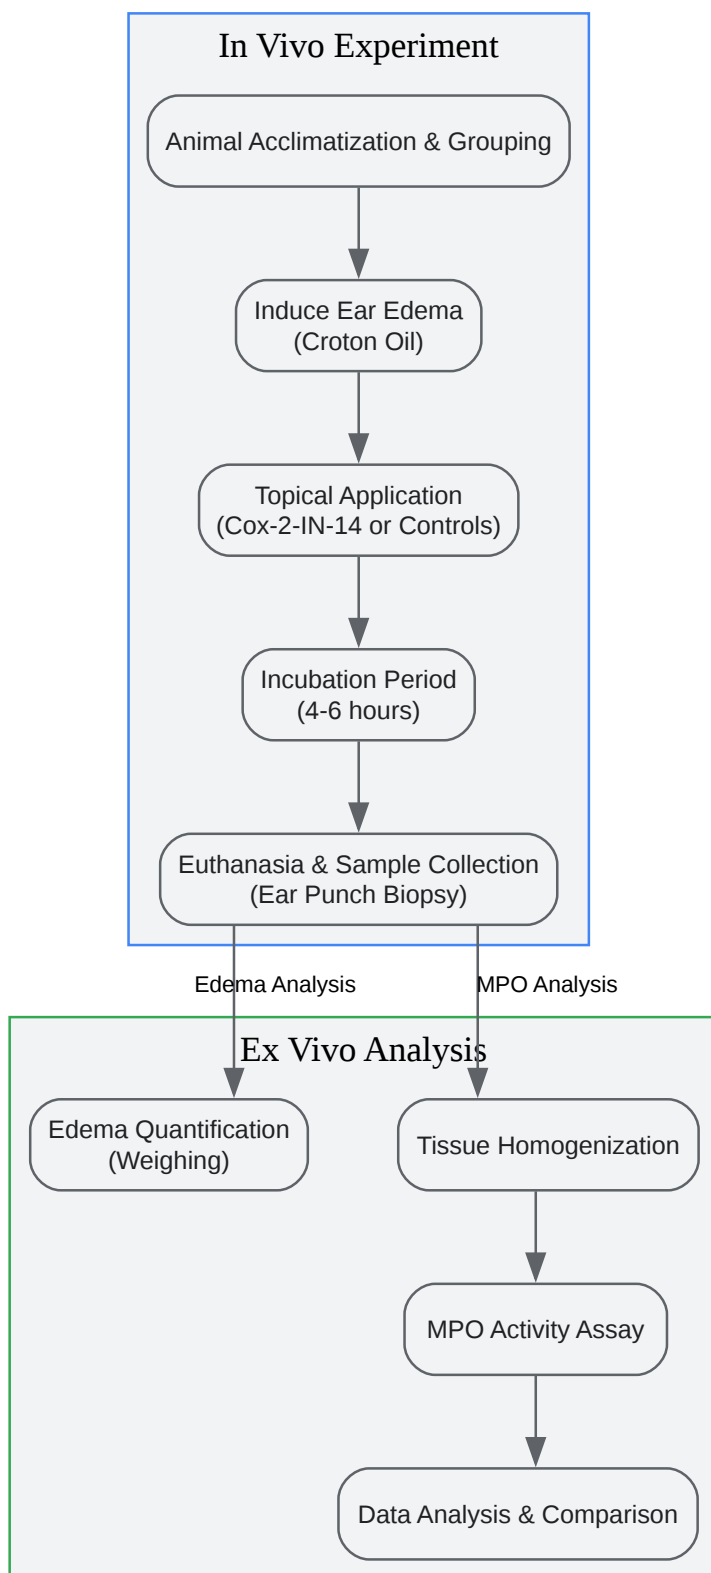 In Vivo Experiment
Animal Acclimatization & Grouping
Induce Ear Edema
(Croton Oil)
Topical Application
(Cox-2-IN-14 or Controls)
Incubation Period
(4-6 hours)
Euthanasia & Sample Collection
(Ear Punch Biopsy)
Edema Analysis
MPO Analysis
Ex Vivo Analysis
Edema Quantification
(Weighing)
Tissue Homogenization
MPO Activity Assay
Data Analysis & Comparison